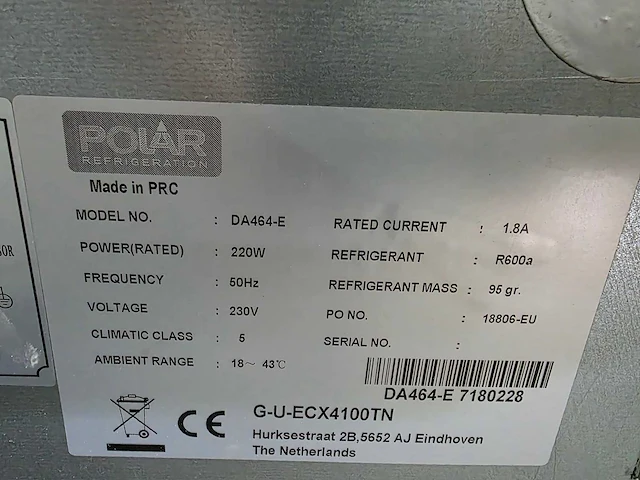 POLAR
REFRIGERATION
Made in PRC
MODEL NO. : DA464-E
POWER(RATED) : 220W
FREQUENCY : 50Hz
VOLTAGE : 230V
CLIMATIC CLASS : 5
AMBIENT RANGE : 18～ 43℃
RATED CURRENT : 1.8A
REFRIGERANT : R600a
REFRIGERANT MASS : 95 gr.
PO NO. : 18806-EU
SERIAL NO. :
DA464-E 7180228
CE
G-U-ECX4100TN
Hurksestraat 2B,5652 AJ Eindhoven
The Netherlands